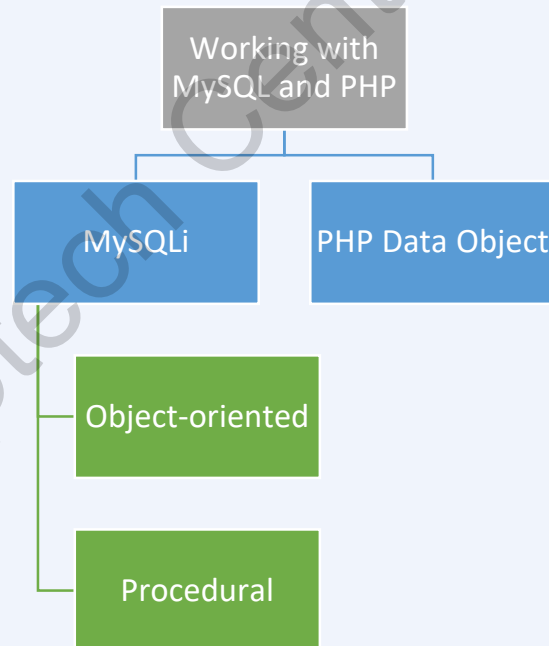 Working with
MySQL and PHP
MySQLi
PHP Data Object
Object-oriented
Procedural